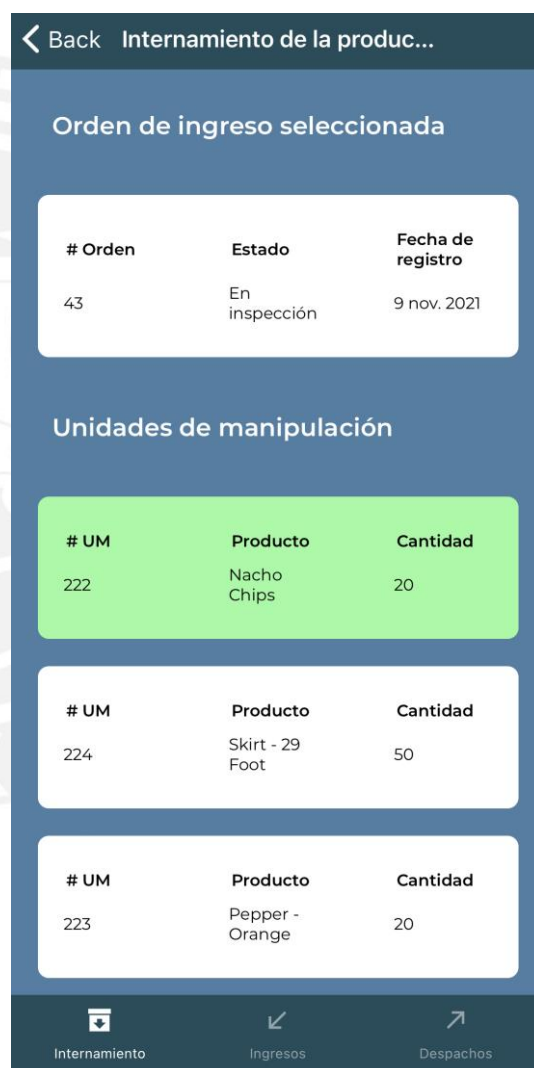 Back Internamiento de la produc...
Orden de ingreso seleccionada
# Orden Estado Fecha de registro
43 En inspección 9 nov. 2021
Unidades de manipulación
# UM Producto Cantidad
222 Nacho Chips 20
# UM Producto Cantidad
224 Skirt - 29 Foot 50
# UM Producto Cantidad
223 Pepper - Orange 20
Internamiento Ingresos Despachos